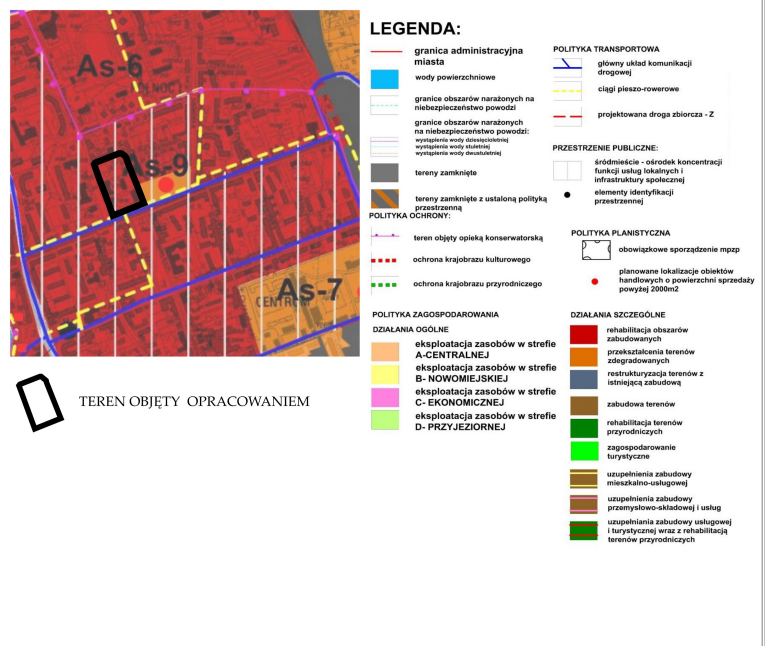 As-6
As-9
As-7
CENTRUM
TEREN OBJĘTY OPRACOWANIEM
LEGENDA:
granica administracyjna
miasta
wody powierzchniowe
granice obszarów narażonych na
niebezpieczeństwo powodzi
granice obszarów narażonych
na niebezpieczeństwo powodzi:
wystąpienia wody dziesięcioletniej
wystąpienia wody stuletniej
wystąpienia wody dwustuletniej
tereny zamknięte
tereny zamknięte z ustaloną polityką
przestrzenną
POLITYKA OCHRONY:
teren objęty opieką konserwatorską
ochrona krajobrazu kulturowego
ochrona krajobrazu przyrodniczego
POLITYKA ZAGOSPODAROWANIA
DZIAŁANIA OGÓLNE
eksploatacja zasobów w strefie
A-CENTRALNEJ
eksploatacja zasobów w strefie
B- NOWOMIEJSKIEJ
eksploatacja zasobów w strefie
C- EKONOMICZNEJ
eksploatacja zasobów w strefie
D- PRZYJEZIORNEJ
POLITYKA TRANSPORTOWA
główny układ komunikacji
drogowej
ciągi pieszo-rowerowe
projektowana droga zbiorcza - Z
PRZESTRZENIE PUBLICZNE:
śródmieście - ośrodek koncentracji
funkcji usług lokalnych i
infrastruktury społecznej
elementy identyfikacji
przestrzennej
POLITYKA PLANISTYCZNA
obowiązkowe sporządzenie mpzp
planowane lokalizacje obiektów
handlowych o powierzchni sprzedaży
powyżej 2000m2
DZIAŁANIA SZCZEGÓLNE
rehabilitacja obszarów
zabudowanych
przekształcenia terenów
zdegradowanych
restrukturyzacja terenów z
istniejącą zabudową
zabudowa terenów
rehabilitacja terenów
przyrodniczych
zagospodarowanie
turystyczne
uzupełnienia zabudowy
mieszkalno-usługowej
uzupełnienia zabudowy
przemysłowo-składowej i usług
uzupełnianie zabudowy usługowej
i turystycznej wraz z rehabilitacją
terenów przyrodniczych